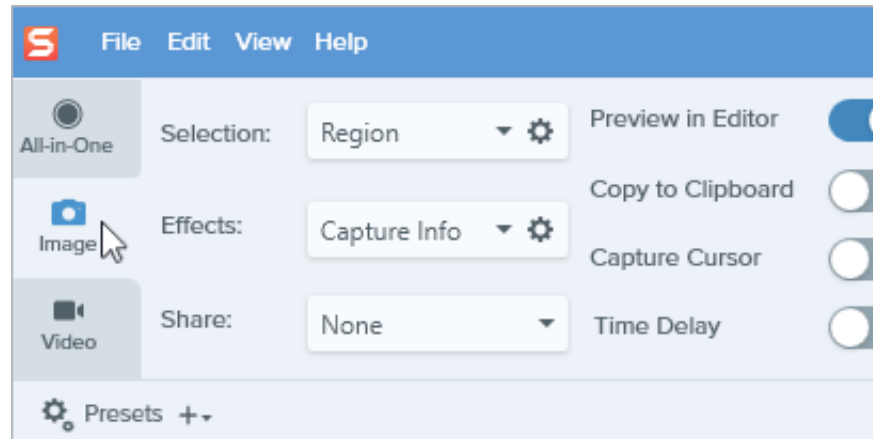 S File Edit View Help
All-in-One
Image
Video
Selection: Region
Effects: Capture Info
Share: None
Preview in Editor
Copy to Clipboard
Capture Cursor
Time Delay
Presets +